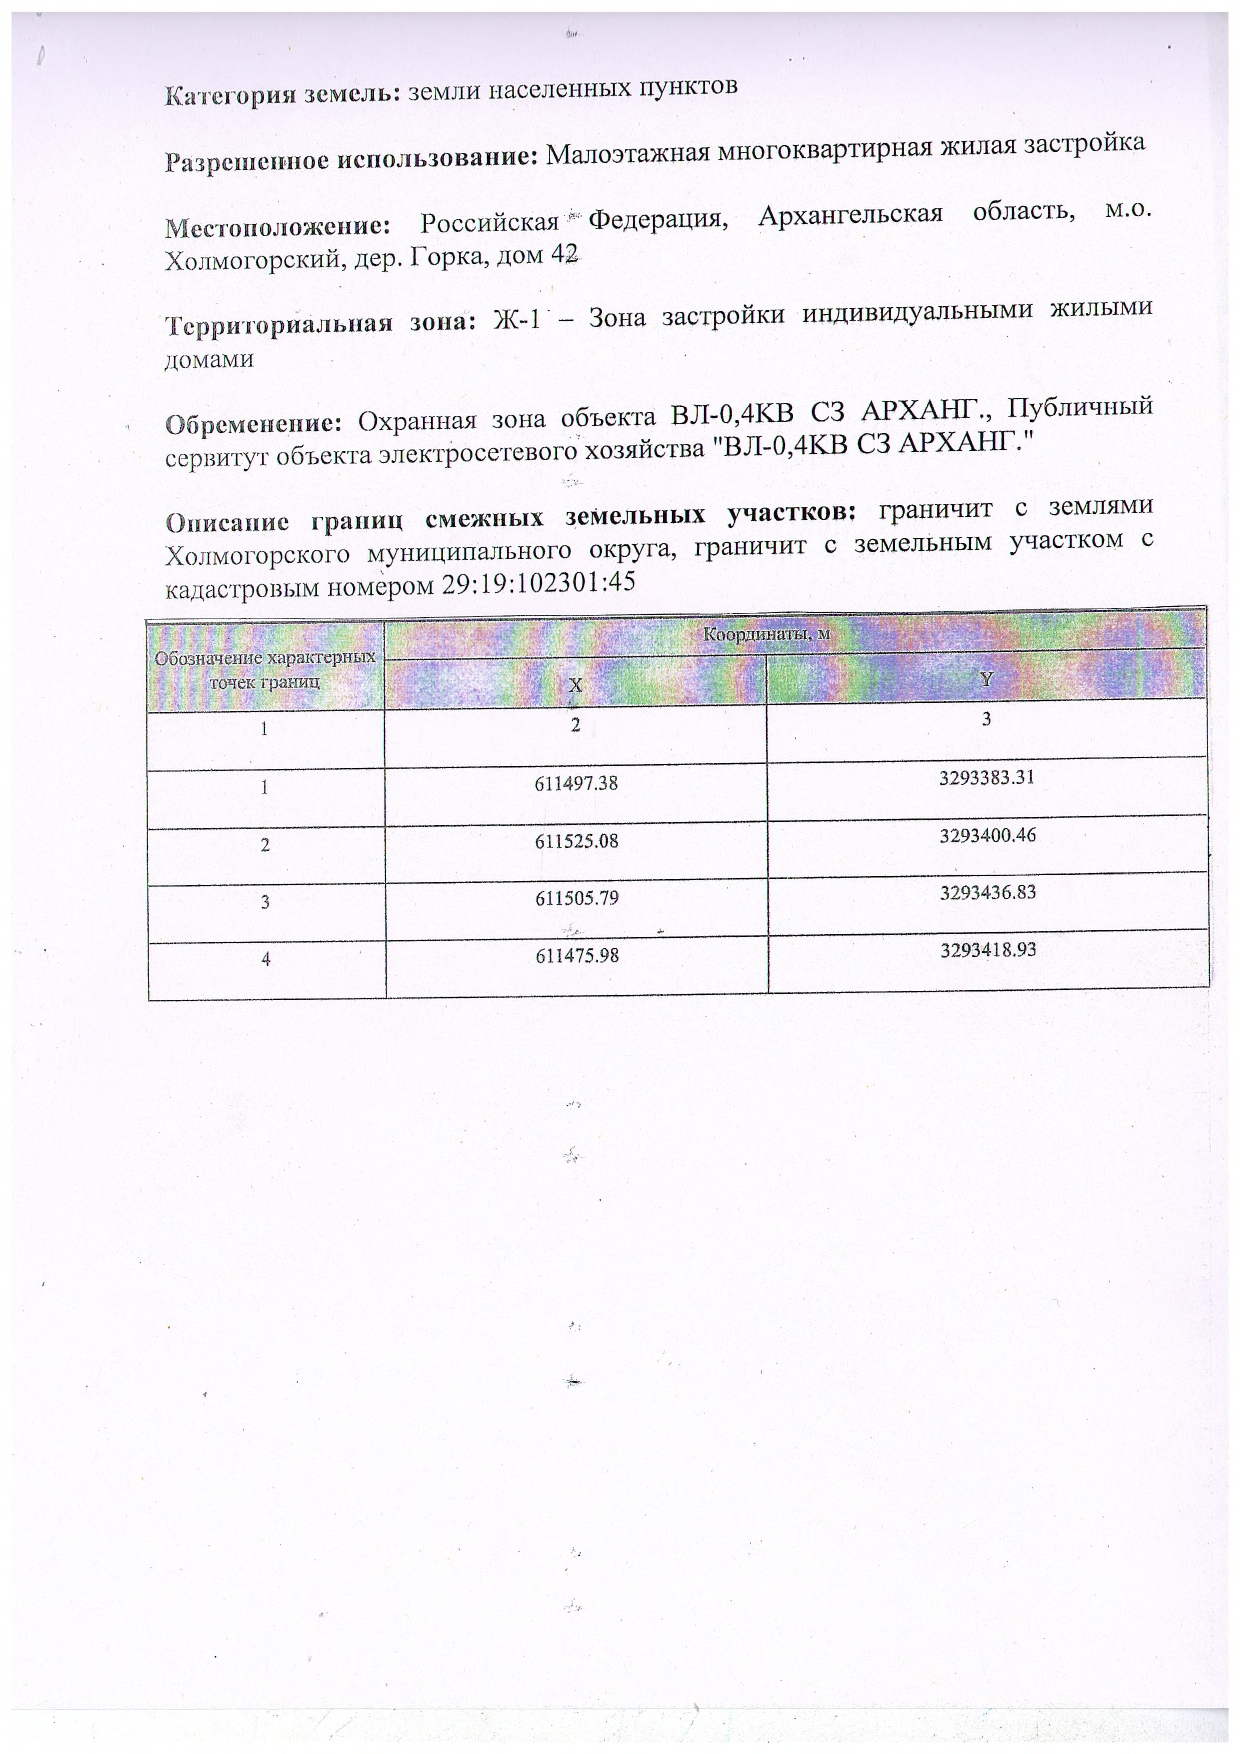 Категория земель: земли населенных пунктов
Разрешенное использование: Малоэтажная многоквартирная жилая застройка
Местоположение: Российская Федерация, Архангельская область, м.о.
Холмогорский, дер. Горка, дом 42
Территориальная зона: Ж-1 – Зона застройки индивидуальными жилыми
домами
Обременение: Охранная зона объекта ВЛ-0,4КВ СЗ АРХАНГ., Публичный
сервитут объекта электросетевого хозяйства "ВЛ-0,4КВ СЗ АРХАНГ."
Описание границ смежных земельных участков: граничит с землями
Холмогорского муниципального округа, граничит с земельным участком с
кадастровым номером 29:19:102301:45
Обозначение характерных
точек границ
Координаты, м
X Y
1 2 3
1 611497.38 3293383.31
2 611525.08 3293400.46
3 611505.79 3293436.83
4 611475.98 3293418.93